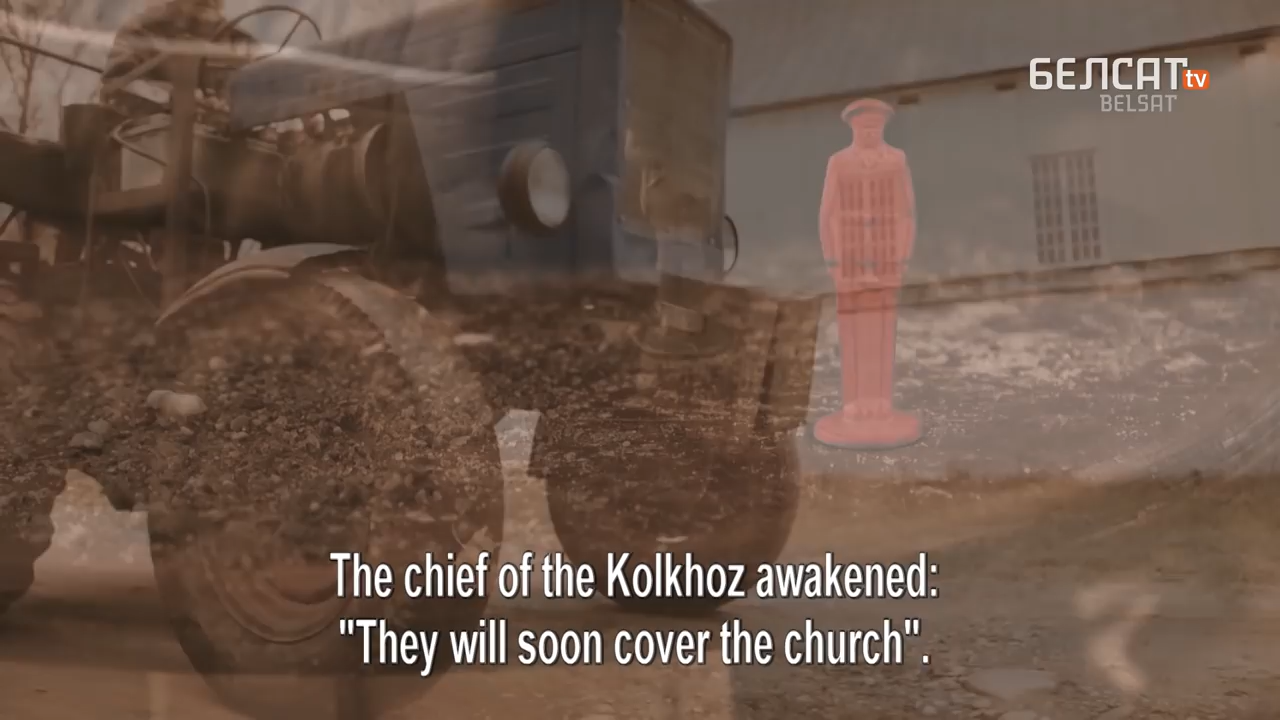 БЕЛСАТ tv
BELSAT
The chief of the Kolkhoz awakened:
"They will soon cover the church".